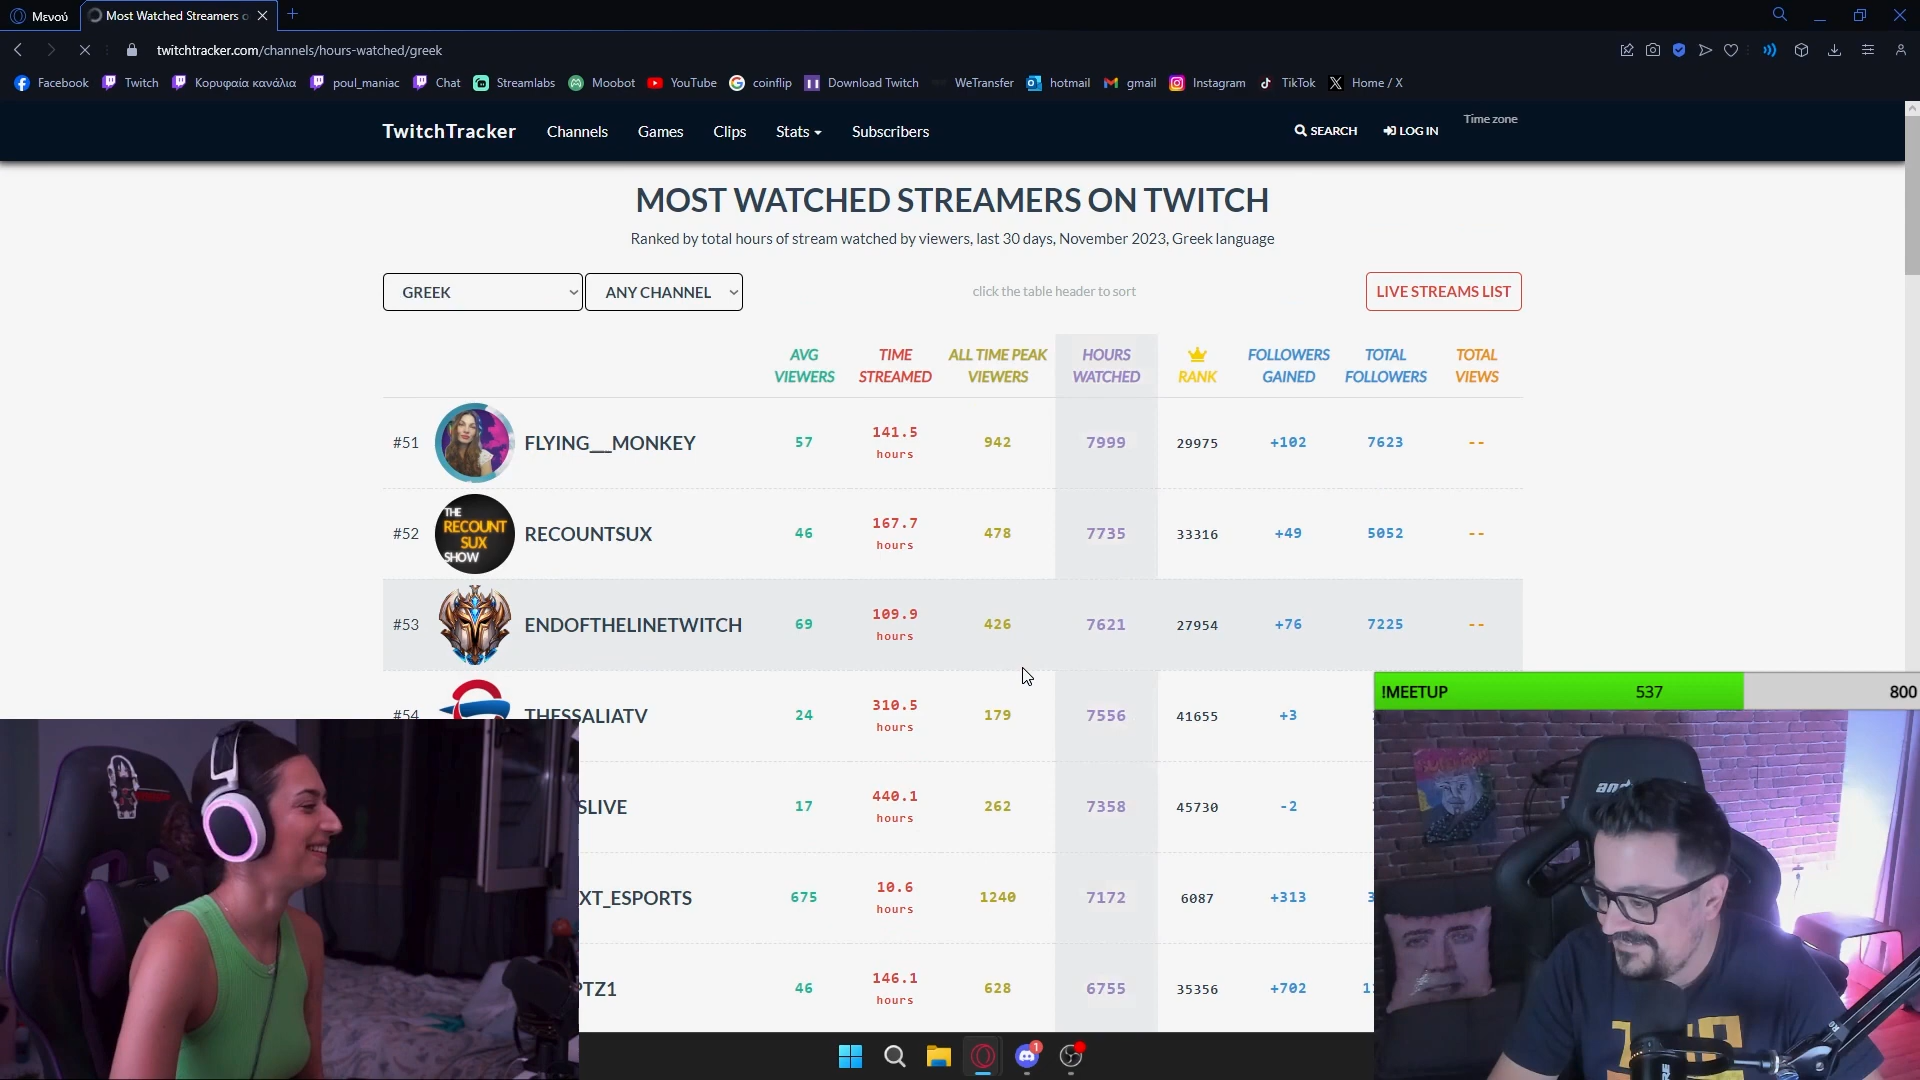 Μενού
Most Watched Streamers o
twitchtracker.com/channels/hours-watched/greek
Facebook Twitch Κορυφαία κανάλια poul_maniac Chat Streamlabs Moobot YouTube coinflip Download Twitch WeTransfer hotmail gmail Instagram TikTok Home / X
TwitchTracker Channels Games Clips Stats Subscribers SEARCH LOG IN Time zone
MOST WATCHED STREAMERS ON TWITCH
Ranked by total hours of stream watched by viewers, last 30 days, November 2023, Greek language
GREEK ANY CHANNEL click the table header to sort LIVE STREAMS LIST
AVG VIEWERS TIME STREAMED ALL TIME PEAK VIEWERS HOURS WATCHED RANK FOLLOWERS GAINED TOTAL FOLLOWERS TOTAL VIEWS
#51 FLYING__MONKEY 57 141.5 hours 942 7999 29975 +102 7623 --
THE RECOUNT SUX SHOW
#52 RECOUNTSUX 46 167.7 hours 478 7735 33316 +49 5052 --
#53 ENDOFTHELINETWITCH 69 109.9 hours 426 7621 27954 +76 7225 --
#54 THESSALIATV 24 310.5 hours 179 7556 41655 +3
SLIVE 17 440.1 hours 262 7358 45730 -2
XT_ESPORTS 675 10.6 hours 1240 7172 6087 +313 3
TZ1 46 146.1 hours 628 6755 35356 +702 1
!MEETUP 537 800
and
1